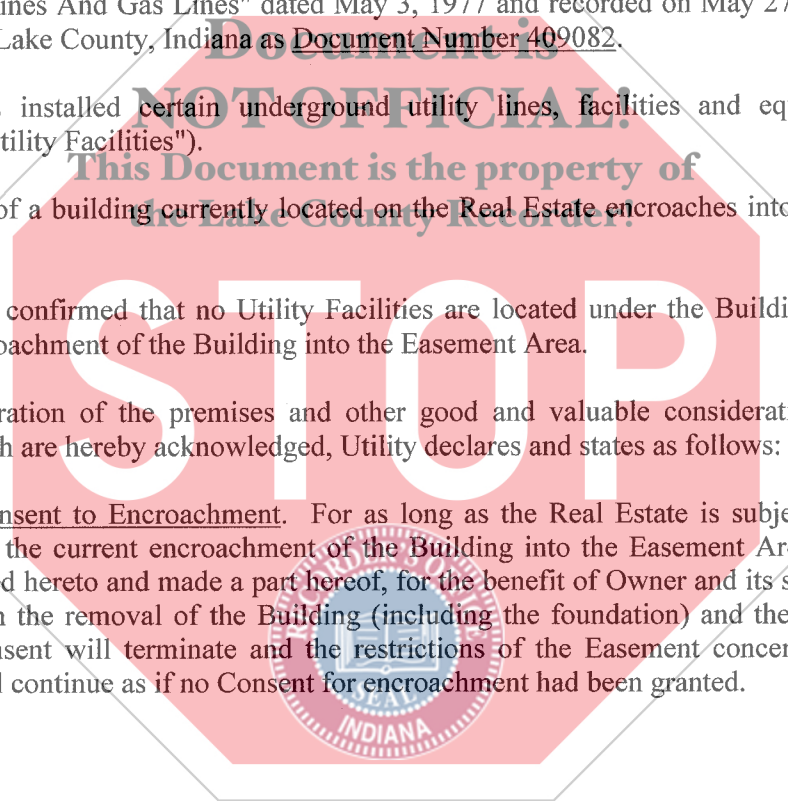 ines And Gas Lines" dated May 3, 1977 and recorded on May 27
Document is
Lake County, Indiana as Document Number 409082.
installed certain underground utility lines, facilities and equ
NOT OFFICIAL!
tility Facilities").
This Document is the property of
of a building currently located on the Real Estate encroaches into
the Lake County Recorder!
confirmed that no Utility Facilities are located under the Buildi
oachment of the Building into the Easement Area.
STOP
ration of the premises and other good and valuable considerati
h are hereby acknowledged, Utility declares and states as follows:
nsent to Encroachment. For as long as the Real Estate is subje
the current encroachment of the Building into the Easement Ar
ed hereto and made a part hereof, for the benefit of Owner and its s
n the removal of the Building (including the foundation) and the
nsent will terminate and the restrictions of the Easement concer
l continue as if no Consent for encroachment had been granted.
RECORDER'S OFFICE
SEAL
INDIANA